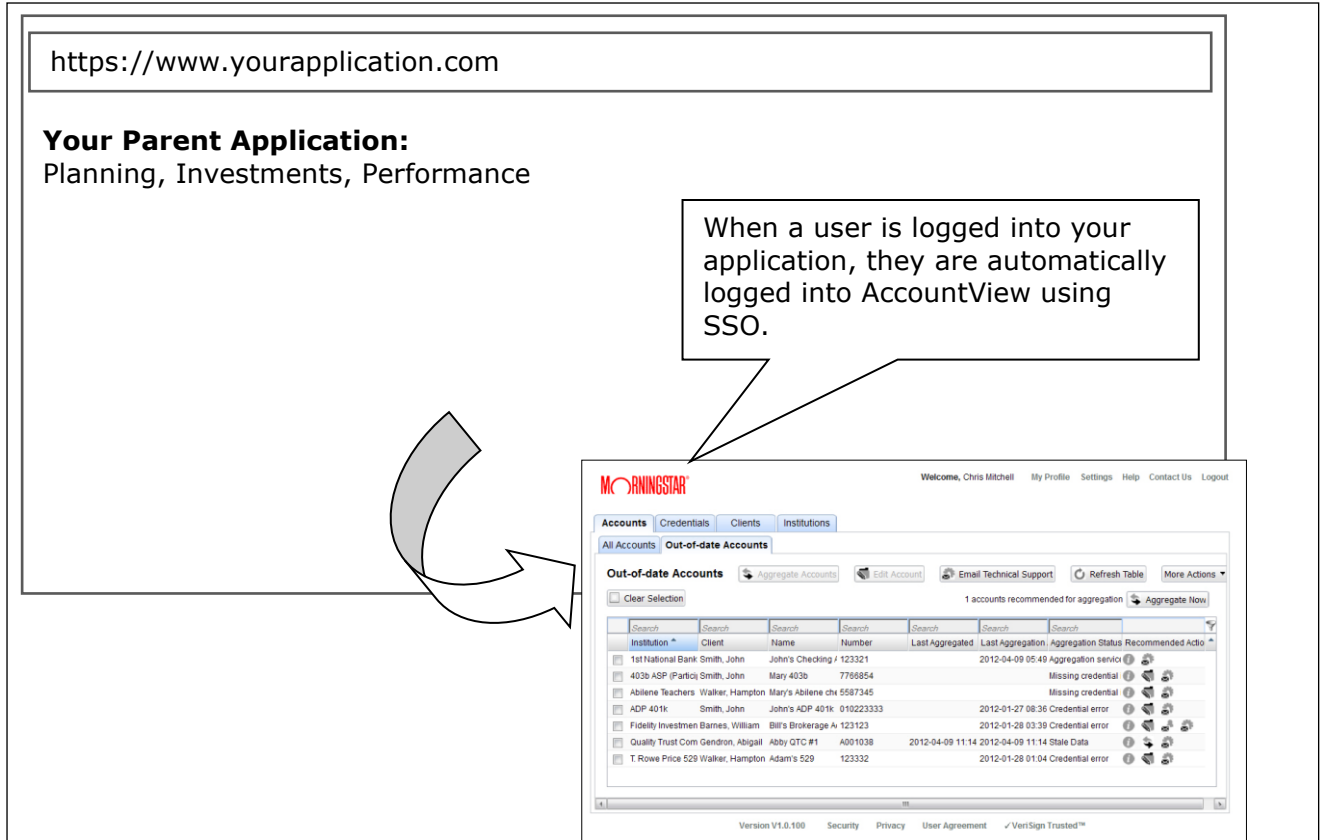 https://www.yourapplication.com
Your Parent Application:
Planning, Investments, Performance
When a user is logged into your
application, they are automatically
logged into AccountView using
SSO.
MORNINGSTAR®
Welcome, Chris Mitchell My Profile Settings Help Contact Us Logout
Accounts Credentials Clients Institutions
All Accounts Out-of-date Accounts
Out-of-date Accounts Aggregate Accounts Edit Account Email Technical Support Refresh Table More Actions
Clear Selection 1 accounts recommended for aggregation Aggregate Now
Search Search Search Search Search Search Search
Institution Client Name Number Last Aggregated Last Aggregation Aggregation Status Recommended Actio
1st National Bank Smith, John John's Checking 123321 2012-04-09 05:49 Aggregation servic
403b ASP (Partici Smith, John Mary 403b 7766854 Missing credential
Abilene Teachers Walker, Hampton Mary's Abilene che 5587345 Missing credential
ADP 401k Smith, John John's ADP 401k 010223333 2012-01-27 08:36 Credential error
Fidelity Investmen Barnes, William Bill's Brokerage A 123123 2012-01-28 03:39 Credential error
Quality Trust Com Gendron, Abigail Abby QTC #1 A001038 2012-04-09 11:14 2012-04-09 11:14 Stale Data
T. Rowe Price 529 Walker, Hampton Adam's 529 123332 2012-01-28 01:04 Credential error
Version V1.0.100 Security Privacy User Agreement ✓VeriSign Trusted™